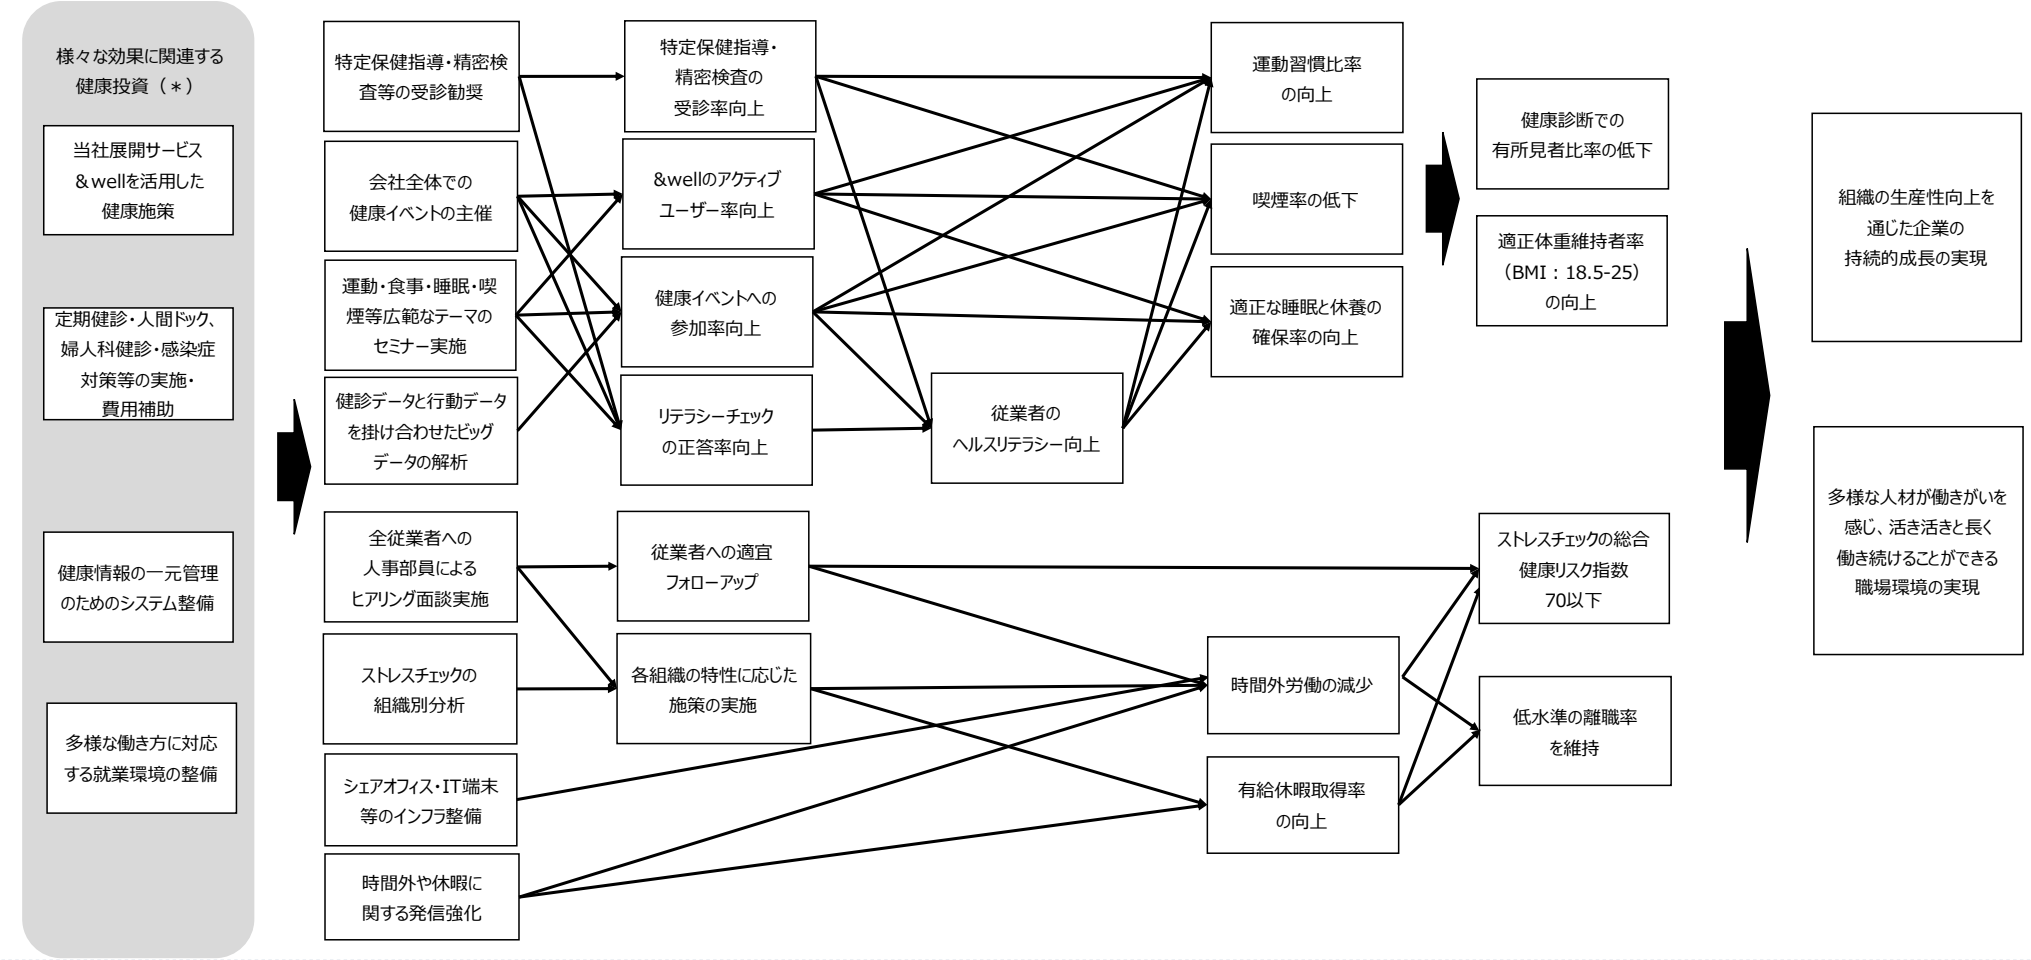 様々な効果に関連する
健康投資（＊）
当社展開サービス
＆wellを活用した
健康施策
定期健診・人間ドック、
婦人科健診・感染症
対策等の実施・
費用補助
健康情報の一元管理
のためのシステム整備
多様な働き方に対応
する就業環境の整備
特定保健指導・精密検
査等の受診勧奨
会社全体での
健康イベントの主催
運動・食事・睡眠・喫
煙等広範なテーマの
セミナー実施
健診データと行動データ
を掛け合わせたビッグ
データの解析
全従業者への
人事部員による
ヒアリング面談実施
ストレスチェックの
組織別分析
シェアオフィス・IT端末
等のインフラ整備
時間外や休暇に
関する発信強化
特定保健指導・
精密検査の
受診率向上
&wellのアクティブ
ユーザー率向上
健康イベントへの
参加率向上
リテラシーチェック
の正答率向上
従業者への適宜
フォローアップ
各組織の特性に応じた
施策の実施
従業者の
ヘルスリテラシー向上
運動習慣比率
の向上
喫煙率の低下
適正な睡眠と休養の
確保率の向上
時間外労働の減少
有給休暇取得率
の向上
健康診断での
有所見者比率の低下
適正体重維持者率
（BMI：18.5-25）
の向上
ストレスチェックの総合
健康リスク指数
70以下
低水準の離職率
を維持
組織の生産性向上を
通じた企業の
持続的成長の実現
多様な人材が働きがいを
感じ、活き活きと長く
働き続けることができる
職場環境の実現